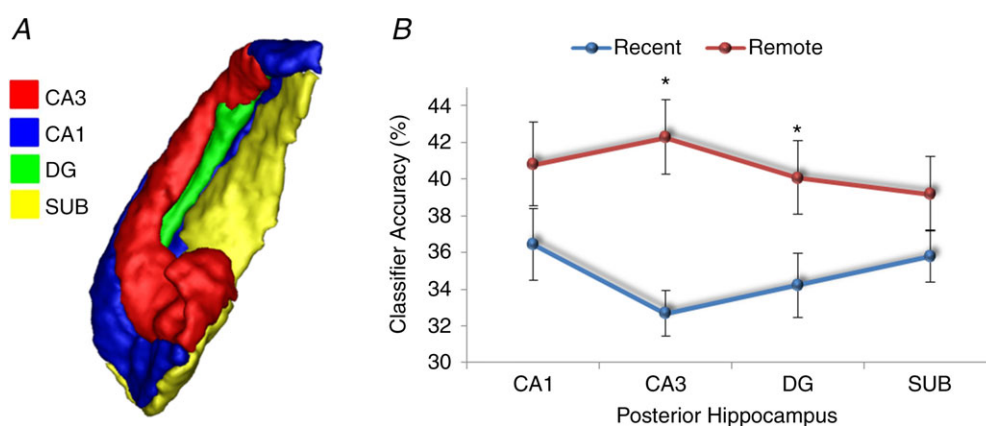 A
CA3
CA1
DG
SUB
B
Recent Remote
Classifier Accuracy (%)
44
42
40
38
36
34
32
30
*
*
CA1 CA3 DG SUB
Posterior Hippocampus